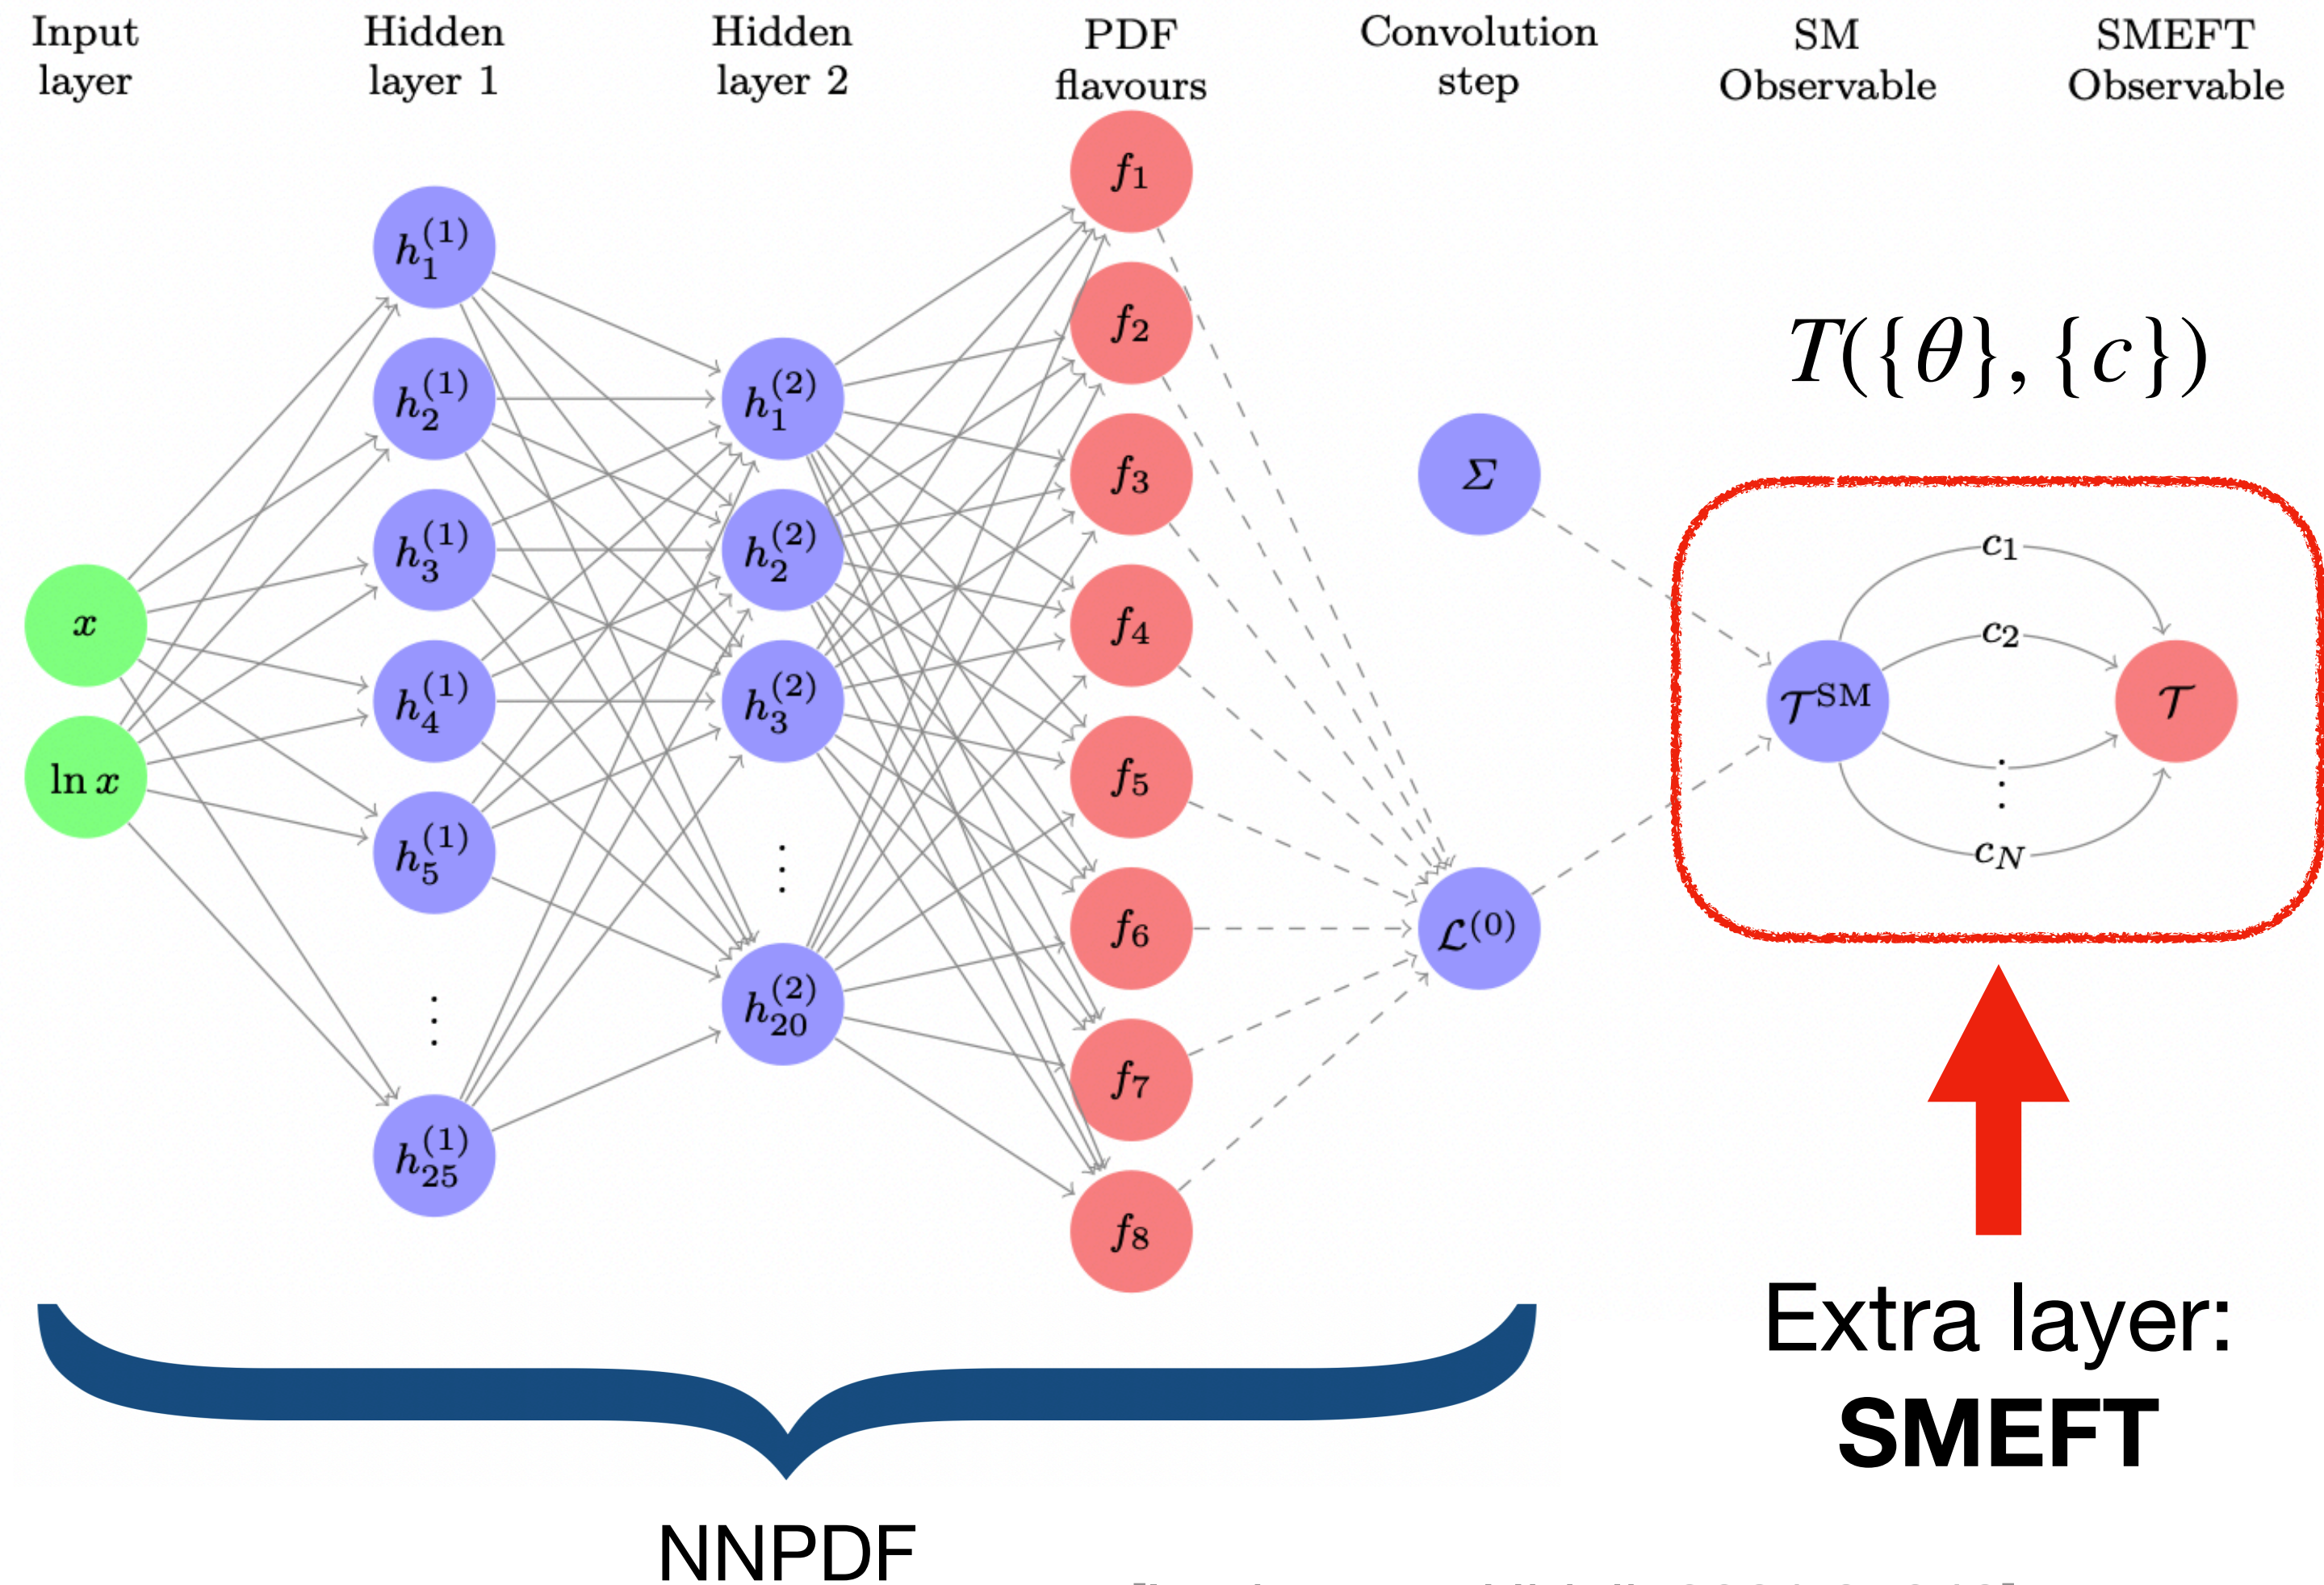 Input layer
Hidden layer 1
Hidden layer 2
PDF flavours
Convolution step
SM Observable
SMEFT Observable
x
ln x
h₁⁽¹⁾
h₂⁽¹⁾
h₃⁽¹⁾
h₄⁽¹⁾
h₅⁽¹⁾
⋮
h₂₅⁽¹⁾
h₁⁽²⁾
h₂⁽²⁾
h₃⁽²⁾
⋮
h₂₀⁽²⁾
f₁
f₂
f₃
f₄
f₅
f₆
f₇
f₈
Σ
ℒ⁽⁰⁾
T({θ}, {c})
𝒯^SM
c₁
c₂
⋮
c_N
𝒯
Extra layer:
SMEFT
NNPDF